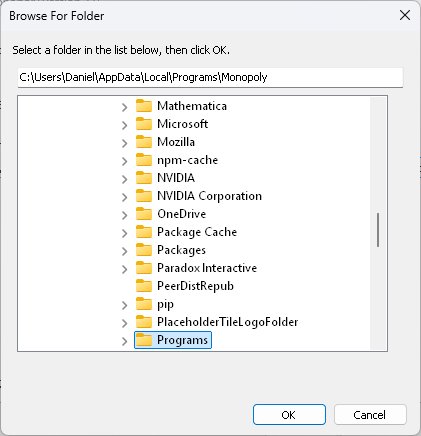 Browse For Folder
Select a folder in the list below, then click OK.
C:\Users\Daniel\AppData\Local\Programs\Monopoly
Mathematica
Microsoft
Mozilla
npm-cache
NVIDIA
NVIDIA Corporation
OneDrive
Package Cache
Packages
Paradox Interactive
PeerDistRepub
pip
PlaceholderTileLogoFolder
Programs
OK
Cancel